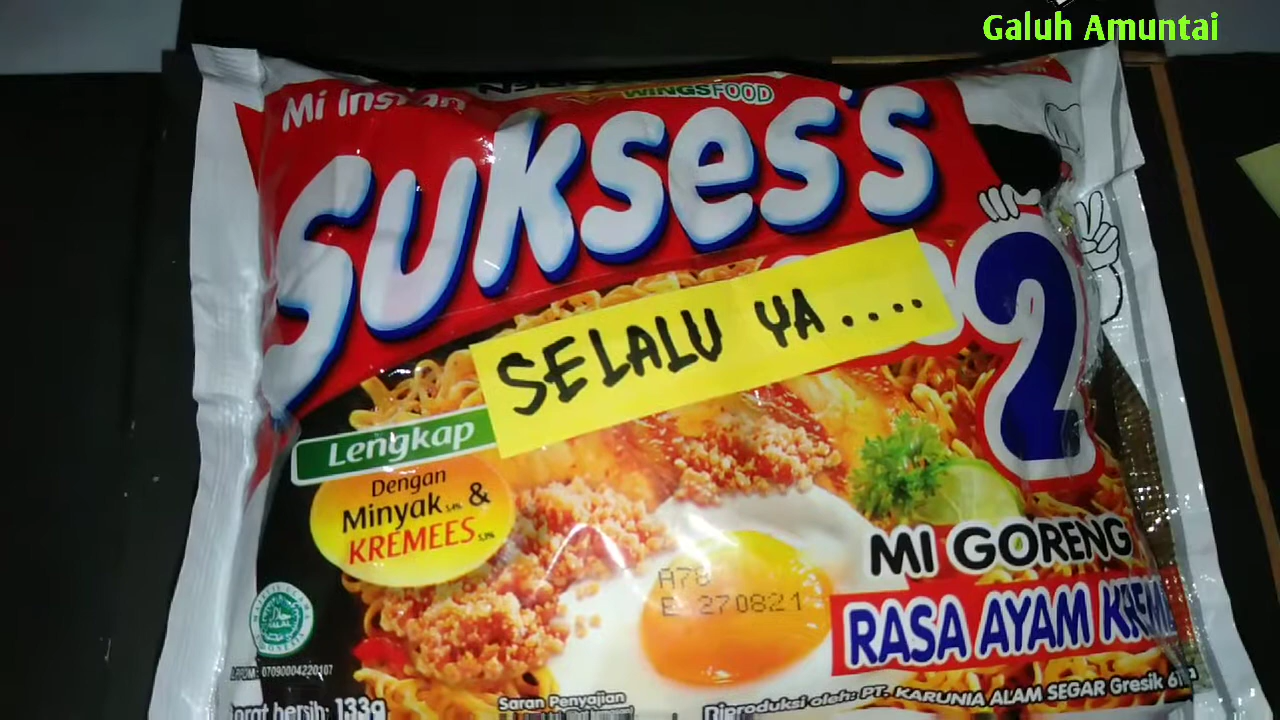 Galuh Amuntai
Mi Instan
WINGSFOOD
Sukses's
SELALU YA....
2
Lengkap
Dengan
Minyak &
KREMEES
MI GORENG
RASA AYAM
A78
E 270821
133g
Saran Penyajian
Diproduksi oleh: PT. KARUNIA ALAM SEGAR Gresik